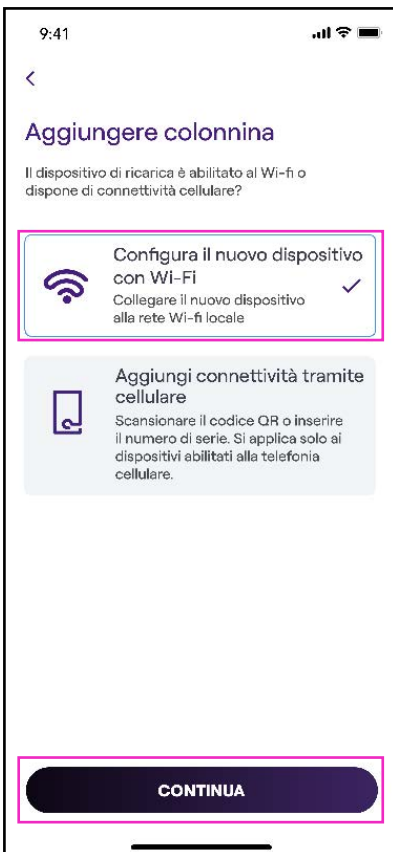 9:41
Aggiungere colonnina
Il dispositivo di ricarica è abilitato al Wi-fi o
dispone di connettività cellulare?
Configura il nuovo dispositivo
con Wi-Fi
Collegare il nuovo dispositivo
alla rete Wi-fi locale
Aggiungi connettività tramite
cellulare
Scansionare il codice QR o inserire
il numero di serie. Si applica solo ai
dispositivi abilitati alla telefonia
cellulare.
CONTINUA